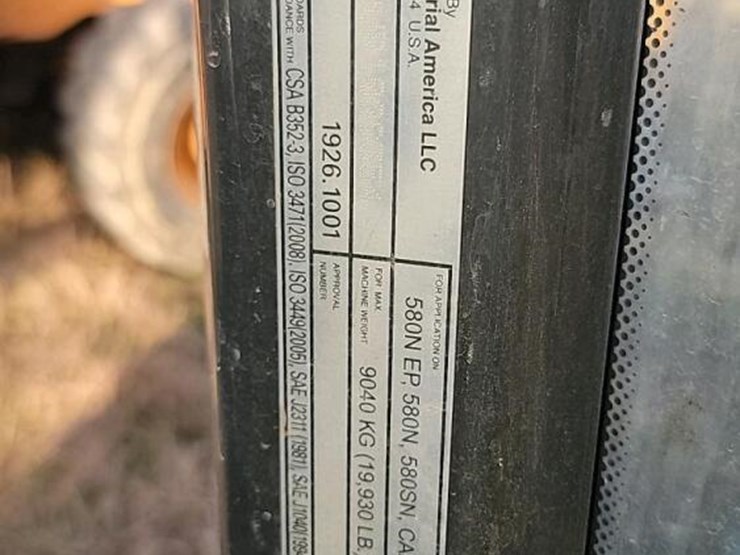 By
rial America LLC
4 U.S.A.
FOR APPLICATION ON
580N EP, 580N, 580SN, CA
FOR MAX.
MACHINE WEIGHT 9040 KG (19,930 LB.
1926.1001
APPROVAL
NUMBER
DARDS
DANCE WITH CSA B352-3, ISO 3471(2008), ISO 3449(2005), SAE J2311 (1981), SAE J1040(199